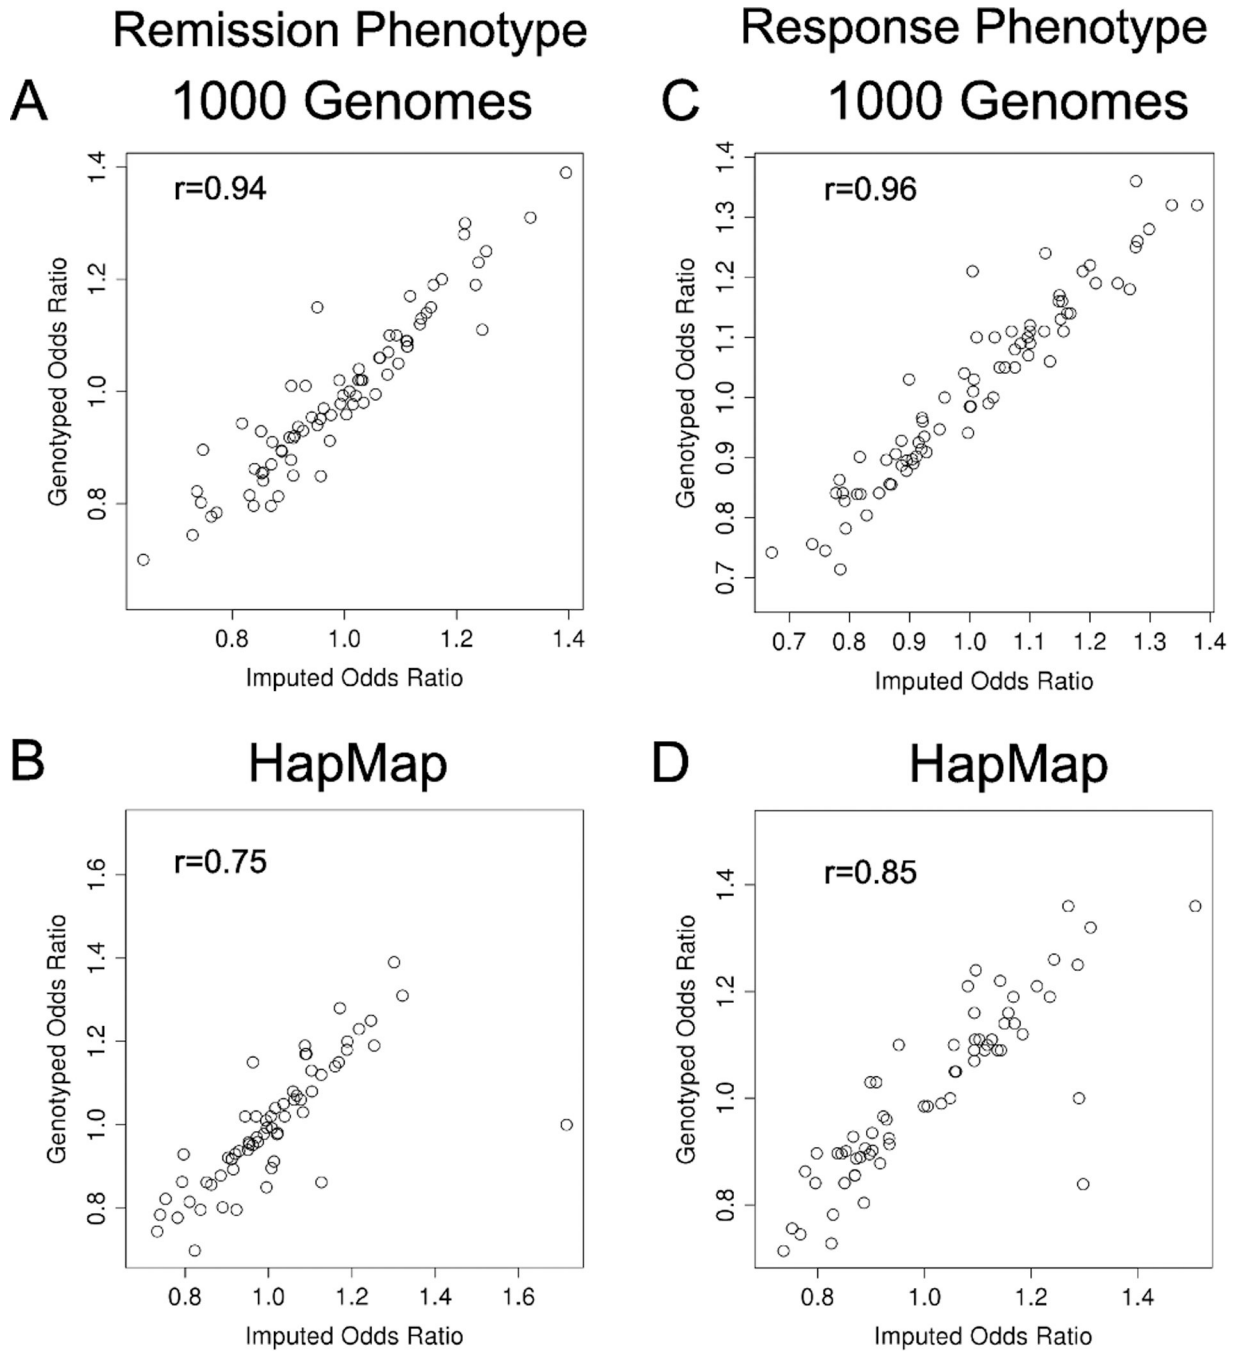 Remission Phenotype
Response Phenotype
A
1000 Genomes
r=0.94
Genotyped Odds Ratio
1.4
1.2
1.0
0.8
0.8 1.0 1.2 1.4
Imputed Odds Ratio
C
1000 Genomes
r=0.96
Genotyped Odds Ratio
1.4
1.3
1.2
1.1
1.0
0.9
0.8
0.7
0.7 0.8 0.9 1.0 1.1 1.2 1.3 1.4
Imputed Odds Ratio
B
HapMap
r=0.75
Genotyped Odds Ratio
1.6
1.4
1.2
1.0
0.8
0.8 1.0 1.2 1.4 1.6
Imputed Odds Ratio
D
HapMap
r=0.85
Genotyped Odds Ratio
1.4
1.2
1.0
0.8
0.8 1.0 1.2 1.4
Imputed Odds Ratio